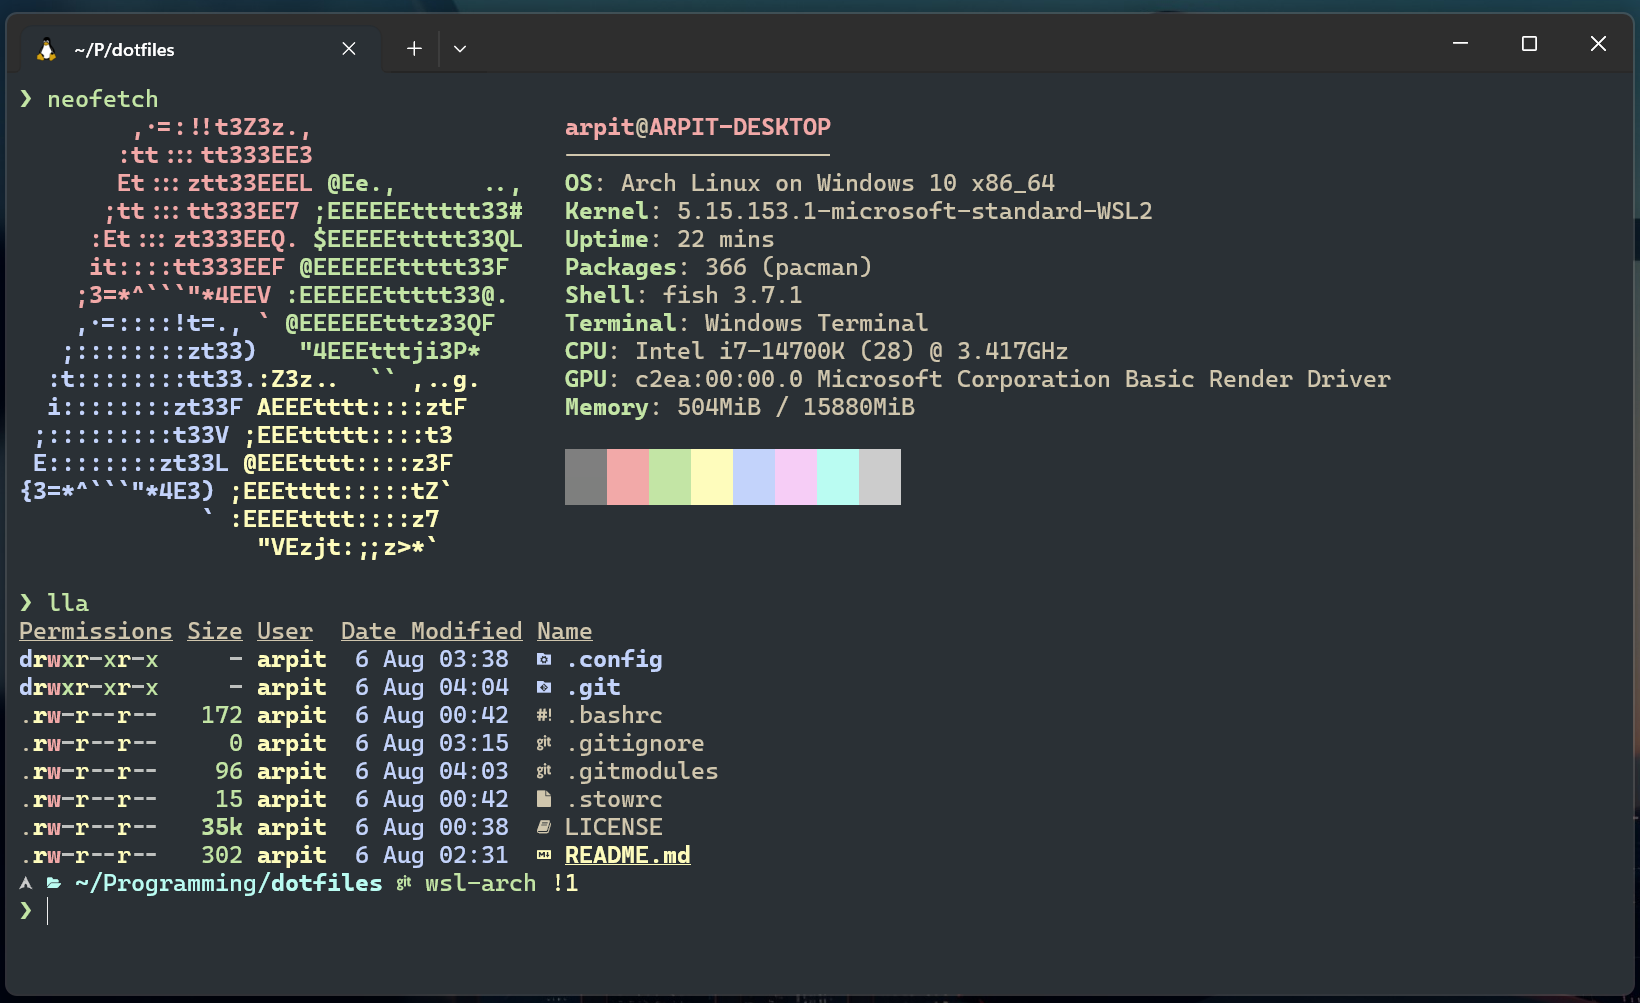 ~/P/dotfiles
❯ neofetch
        ,·=:!!t3Z3z.,                  arpit@ARPIT-DESKTOP
       :tt:::tt333EE3                  -------------------
       Et:::ztt33EEEL @Ee.,      ..,   OS: Arch Linux on Windows 10 x86_64
      ;tt:::tt333EE7 ;EEEEEEttttt33#   Kernel: 5.15.153.1-microsoft-standard-WSL2
     :Et:::zt333EEQ. $EEEEEttttt33QL   Uptime: 22 mins
     it::::tt333EEF @EEEEEEttttt33F    Packages: 366 (pacman)
    ;3=*^```"*4EEV :EEEEEEttttt33@.    Shell: fish 3.7.1
    ,·=::::!t=., ` @EEEEEEtttz33QF     Terminal: Windows Terminal
   ;::::::::zt33)   "4EEEtttji3P*      CPU: Intel i7-14700K (28) @ 3.417GHz
  :t::::::::tt33.:Z3z..  `` ,..g.      GPU: c2ea:00:00.0 Microsoft Corporation Basic Render Driver
  i::::::::zt33F AEEEtttt::::ztF       Memory: 504MiB / 15880MiB
 ;:::::::::t33V ;EEEttttt::::t3
 E::::::::zt33L @EEEtttt::::z3F
{3=*^```"*4E3) ;EEEtttt:::::tZ`
             ` :EEEEtttt::::z7
                 "VEzjt:;;z>*`
❯ lla
Permissions Size User  Date Modified Name
drwxr-xr-x     - arpit  6 Aug 03:38  .config
drwxr-xr-x     - arpit  6 Aug 04:04  .git
.rw-r--r--   172 arpit  6 Aug 00:42  #! .bashrc
.rw-r--r--     0 arpit  6 Aug 03:15  git .gitignore
.rw-r--r--    96 arpit  6 Aug 04:03  git .gitmodules
.rw-r--r--    15 arpit  6 Aug 00:42  .stowrc
.rw-r--r--   35k arpit  6 Aug 00:38  LICENSE
.rw-r--r--   302 arpit  6 Aug 02:31  README.md
~/Programming/dotfiles git wsl-arch !1
❯